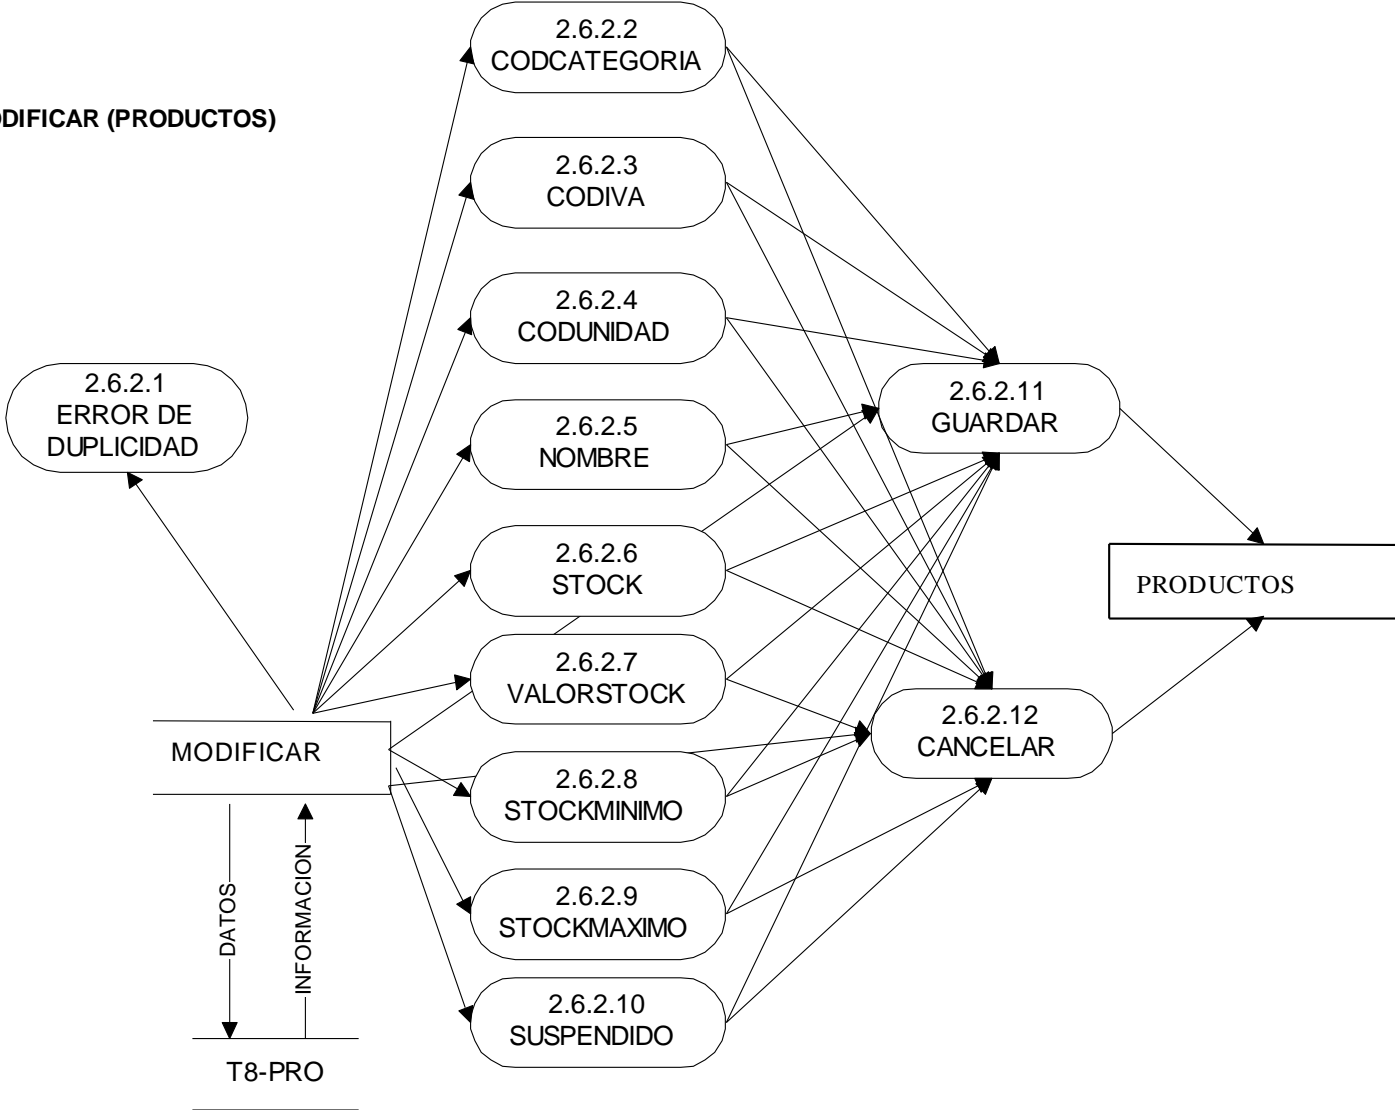 2.6.2.2
CODCATEGORIA
DIFICAR (PRODUCTOS)
2.6.2.3
CODIVA
2.6.2.4
CODUNIDAD
2.6.2.1
ERROR DE
DUPLICIDAD
2.6.2.5
NOMBRE
2.6.2.11
GUARDAR
2.6.2.6
STOCK
PRODUCTOS
2.6.2.7
VALORSTOCK
MODIFICAR
2.6.2.12
CANCELAR
2.6.2.8
STOCKMINIMO
DATOS
INFORMACION
2.6.2.9
STOCKMAXIMO
2.6.2.10
SUSPENDIDO
T8-PRO